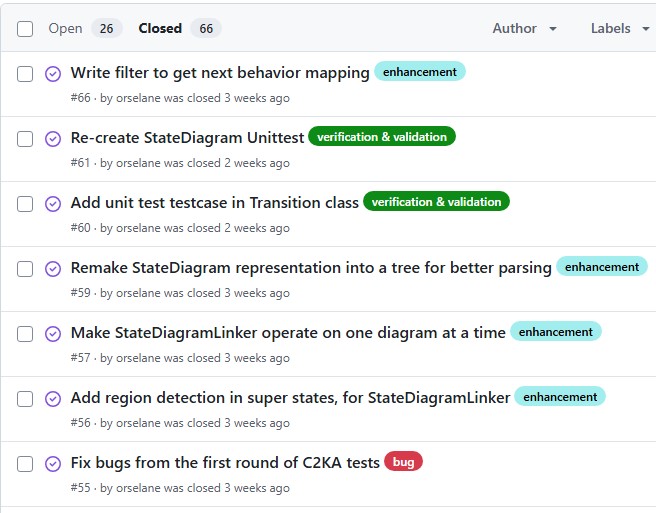 Open 26 Closed 66 Author Labels
Write filter to get next behavior mapping enhancement
#66 · by orselane was closed 3 weeks ago
Re-create StateDiagram Unittest verification & validation
#61 · by orselane was closed 2 weeks ago
Add unit test testcase in Transition class verification & validation
#60 · by orselane was closed 2 weeks ago
Remake StateDiagram representation into a tree for better parsing enhancement
#59 · by orselane was closed 3 weeks ago
Make StateDiagramLinker operate on one diagram at a time enhancement
#57 · by orselane was closed 3 weeks ago
Add region detection in super states, for StateDiagramLinker enhancement
#56 · by orselane was closed 3 weeks ago
Fix bugs from the first round of C2KA tests bug
#55 · by orselane was closed 3 weeks ago